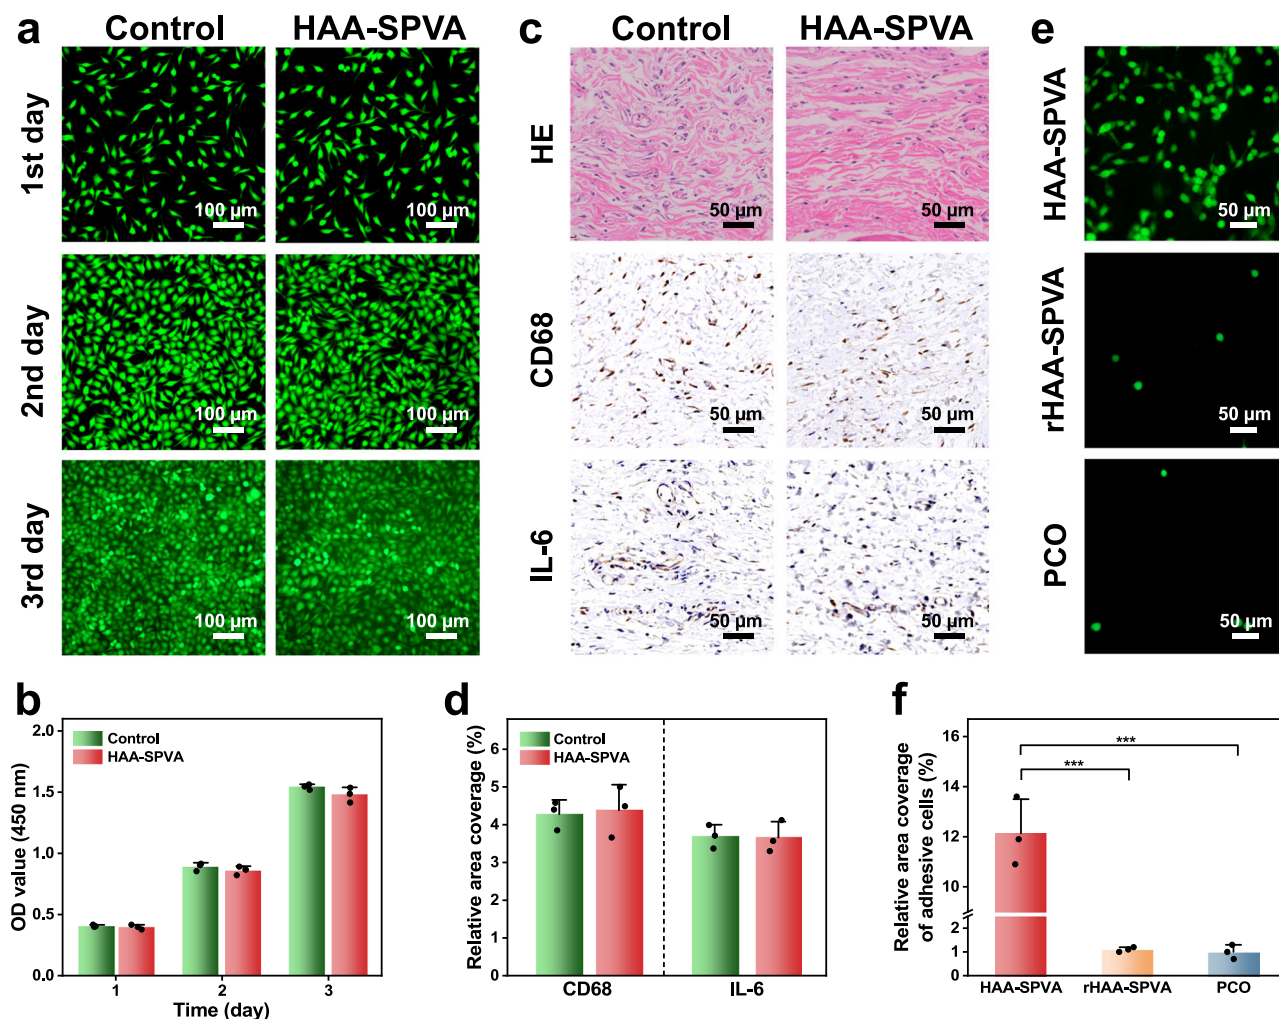 a
Control
HAA-SPVA
1st day
100 µm
100 µm
2nd day
100 µm
100 µm
3rd day
100 µm
100 µm
c
Control
HAA-SPVA
HE
50 µm
50 µm
CD68
50 µm
50 µm
IL-6
50 µm
50 µm
e
HAA-SPVA
50 µm
rHAA-SPVA
50 µm
PCO
50 µm
b
OD value (450 nm)
2.0
1.5
1.0
0.5
0.0
Control
HAA-SPVA
1
2
3
Time (day)
d
Relative area coverage (%)
6
5
4
3
2
1
0
Control
HAA-SPVA
CD68
IL-6
f
Relative area coverage
of adhesive cells (%)
16
14
12
10
2
1
0
***
***
HAA-SPVA
rHAA-SPVA
PCO